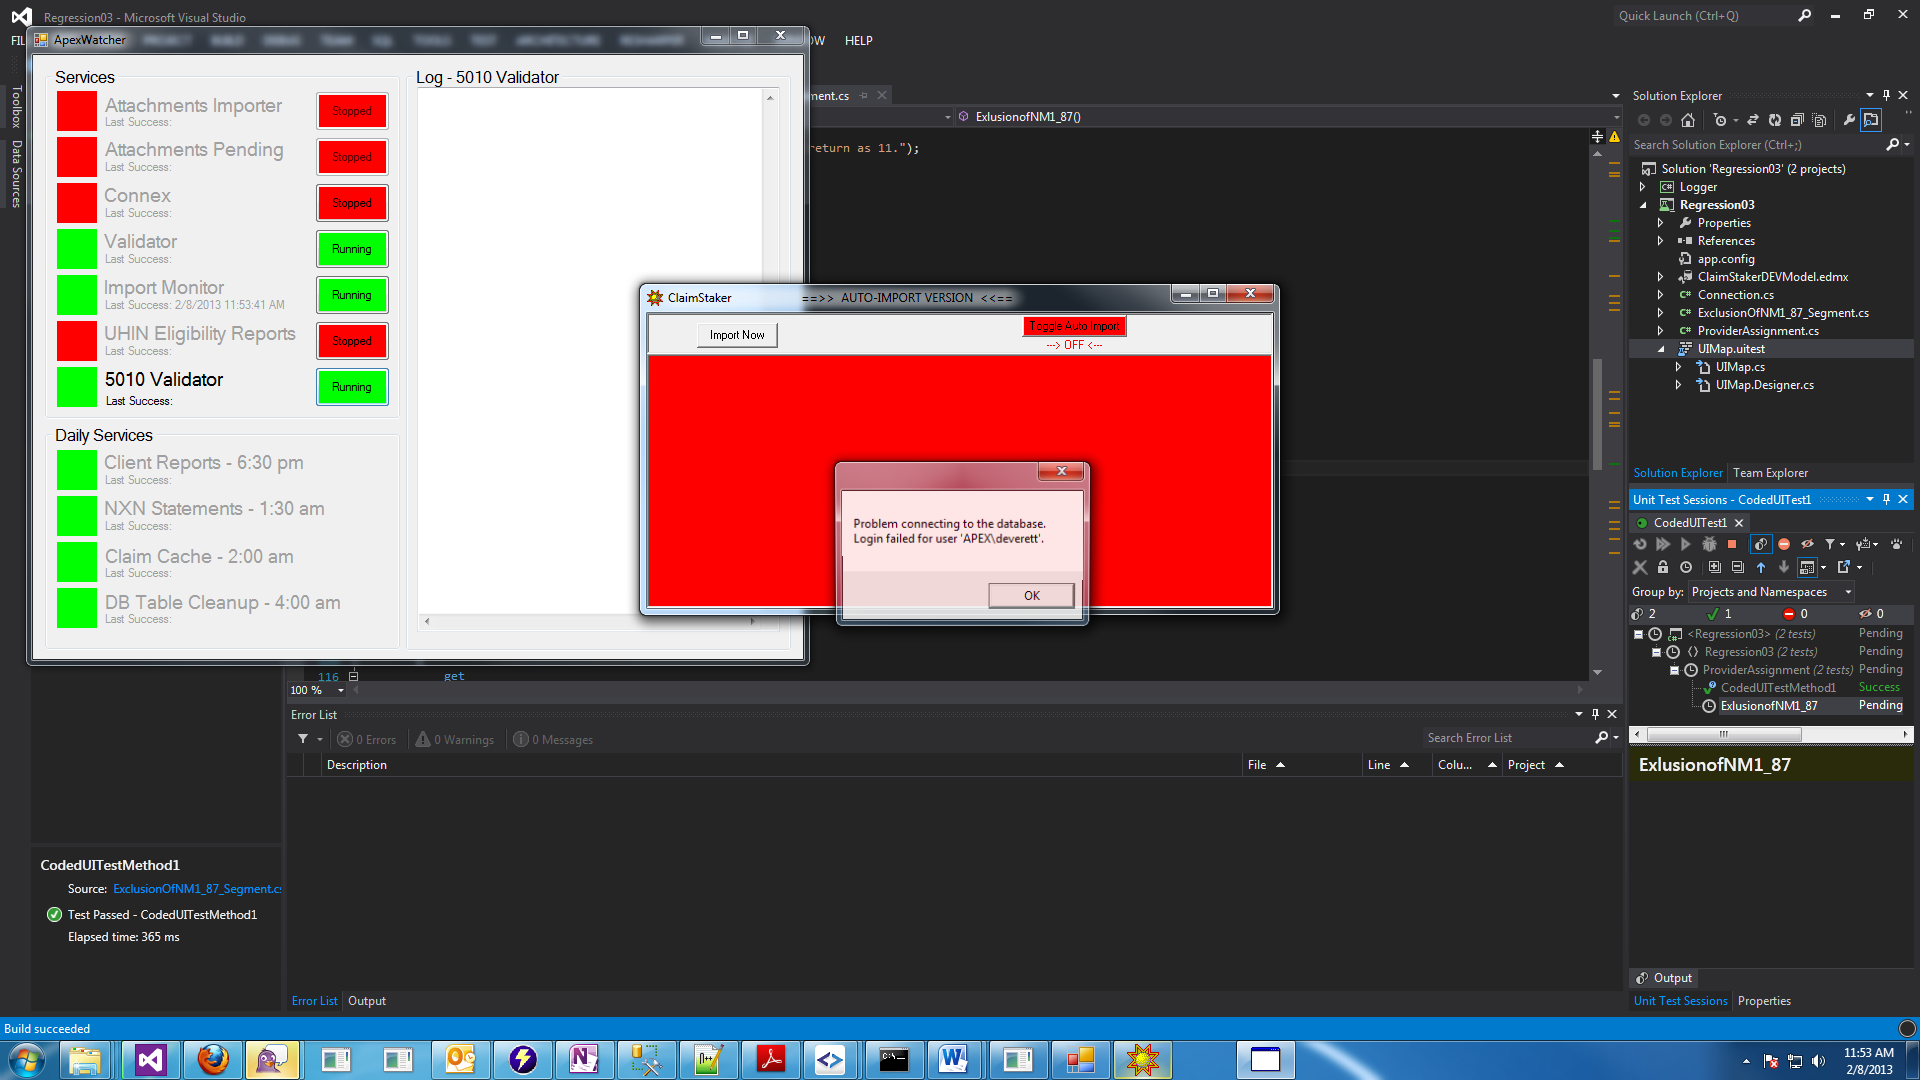 Regression03 - Microsoft Visual Studio
Quick Launch (Ctrl+Q)
FIL
HELP
ApexWatcher
Services
Attachments Importer
Last Success:
Stopped
Attachments Pending
Last Success:
Stopped
Connex
Last Success:
Stopped
Validator
Last Success:
Running
Import Monitor
Last Success: 2/8/2013 11:53:41 AM
Running
UHIN Eligibility Reports
Last Success:
Stopped
5010 Validator
Last Success:
Running
Daily Services
Client Reports - 6:30 pm
Last Success:
NXN Statements - 1:30 am
Last Success:
Claim Cache - 2:00 am
Last Success:
DB Table Cleanup - 4:00 am
Last Success:
Log - 5010 Validator
Toolbox
Data Sources
ment.cs
ExlusionofNM1_87()
return as 11.");
ClaimStaker
==>> AUTO-IMPORT VERSION <<==
Import Now
Toggle Auto Import
---> OFF <---
Problem connecting to the database.
Login failed for user 'APEX\deverett'.
OK
116
get
100 %
Error List
0 Errors
0 Warnings
0 Messages
Search Error List
Description
File
Line
Colu...
Project
Error List
Output
CodedUITestMethod1
Source: ExclusionOfNM1_87_Segment.cs
Test Passed - CodedUITestMethod1
Elapsed time: 365 ms
Solution Explorer
Search Solution Explorer (Ctrl+;)
Solution 'Regression03' (2 projects)
Logger
Regression03
Properties
References
app.config
ClaimStakerDEVModel.edmx
Connection.cs
ExclusionOfNM1_87_Segment.cs
ProviderAssignment.cs
UIMap.uitest
UIMap.cs
UIMap.Designer.cs
Solution Explorer
Team Explorer
Unit Test Sessions - CodedUITest1
CodedUITest1
Group by: Projects and Namespaces
2
1
0
0
<Regression03> (2 tests) Pending
Regression03 (2 tests) Pending
ProviderAssignment (2 tests) Pending
CodedUITestMethod1 Success
ExlusionofNM1_87 Pending
ExlusionofNM1_87
Output
Unit Test Sessions
Properties
Build succeeded
11:53 AM
2/8/2013